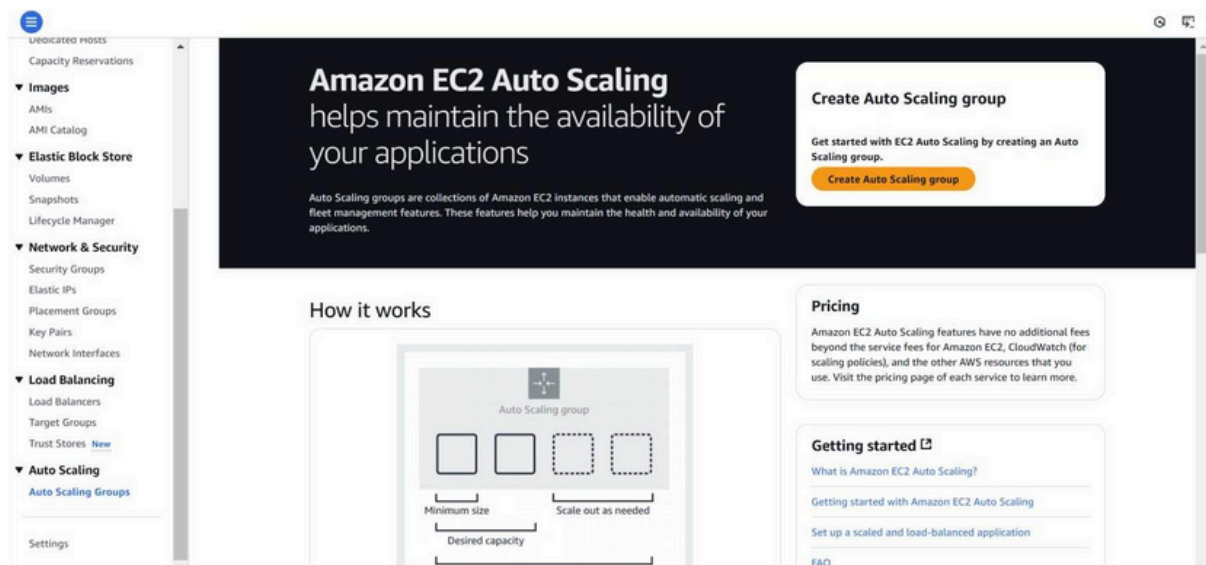 Dedicated Hosts
Capacity Reservations
Images
AMIs
AMI Catalog
Elastic Block Store
Volumes
Snapshots
Lifecycle Manager
Network & Security
Security Groups
Elastic IPs
Placement Groups
Key Pairs
Network Interfaces
Load Balancing
Load Balancers
Target Groups
Trust Stores New
Auto Scaling
Auto Scaling Groups
Settings
Amazon EC2 Auto Scaling
helps maintain the availability of
your applications
Auto Scaling groups are collections of Amazon EC2 instances that enable automatic scaling and
fleet management features. These features help you maintain the health and availability of your
applications.
Create Auto Scaling group
Get started with EC2 Auto Scaling by creating an Auto
Scaling group.
Create Auto Scaling group
How it works
Auto Scaling group
Minimum size
Scale out as needed
Desired capacity
Pricing
Amazon EC2 Auto Scaling features have no additional fees
beyond the service fees for Amazon EC2, CloudWatch (for
scaling policies), and the other AWS resources that you
use. Visit the pricing page of each service to learn more.
Getting started
What is Amazon EC2 Auto Scaling?
Getting started with Amazon EC2 Auto Scaling
Set up a scaled and load-balanced application
FAQ